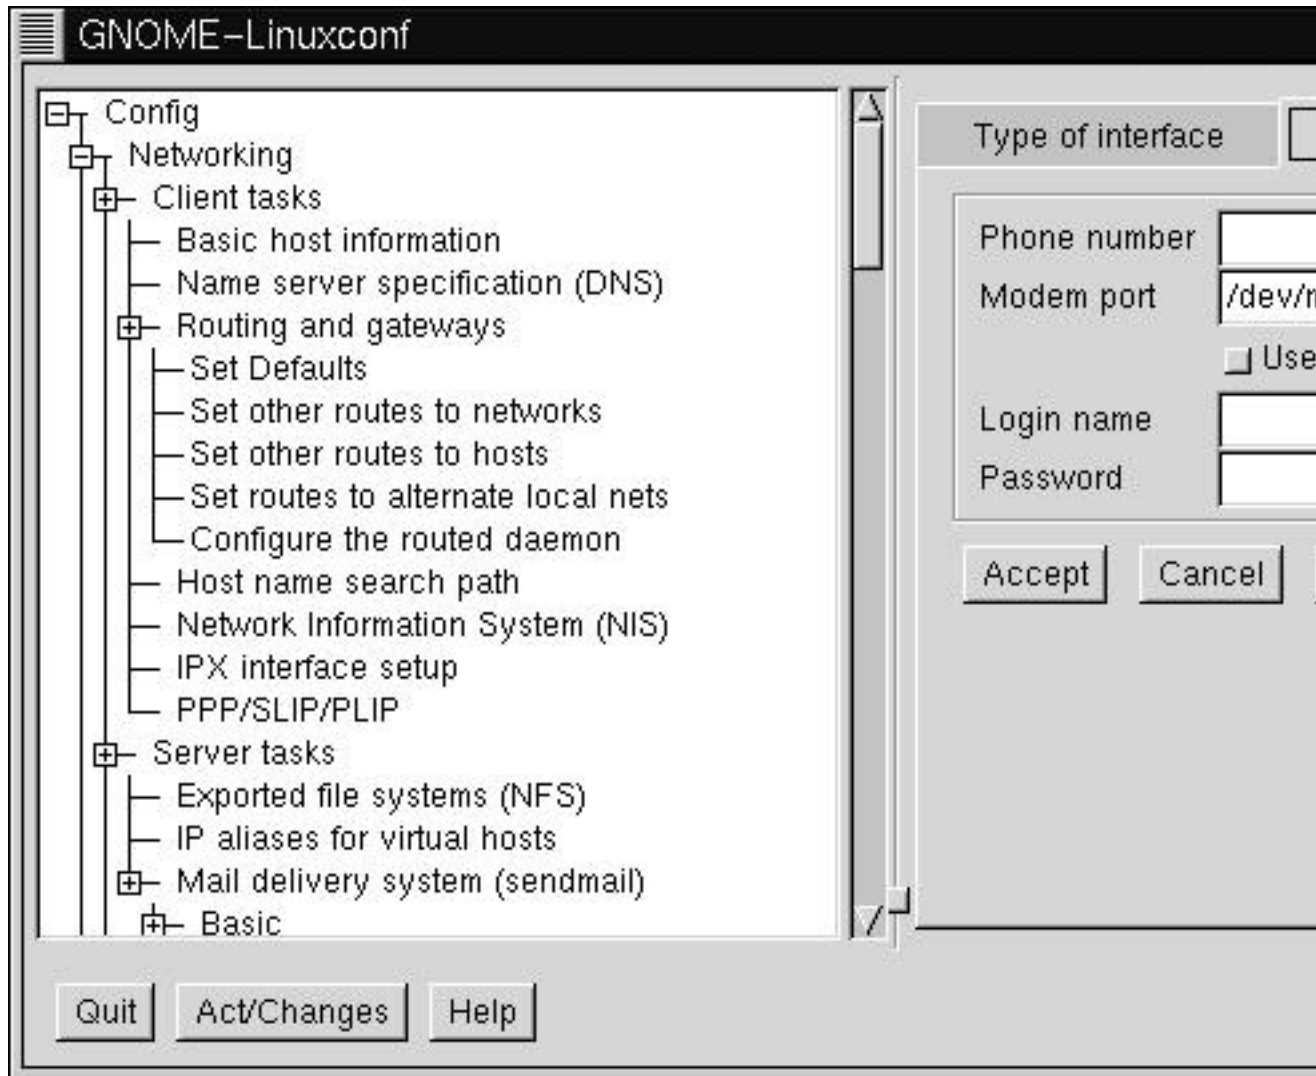 GNOME-Linuxconf
Config
Networking
Client tasks
Basic host information
Name server specification (DNS)
Routing and gateways
Set Defaults
Set other routes to networks
Set other routes to hosts
Set routes to alternate local nets
Configure the routed daemon
Host name search path
Network Information System (NIS)
IPX interface setup
PPP/SLIP/PLIP
Server tasks
Exported file systems (NFS)
IP aliases for virtual hosts
Mail delivery system (sendmail)
Basic
Quit Act/Changes Help
Type of interface
Phone number
Modem port
Use
Login name
Password
Accept Cancel